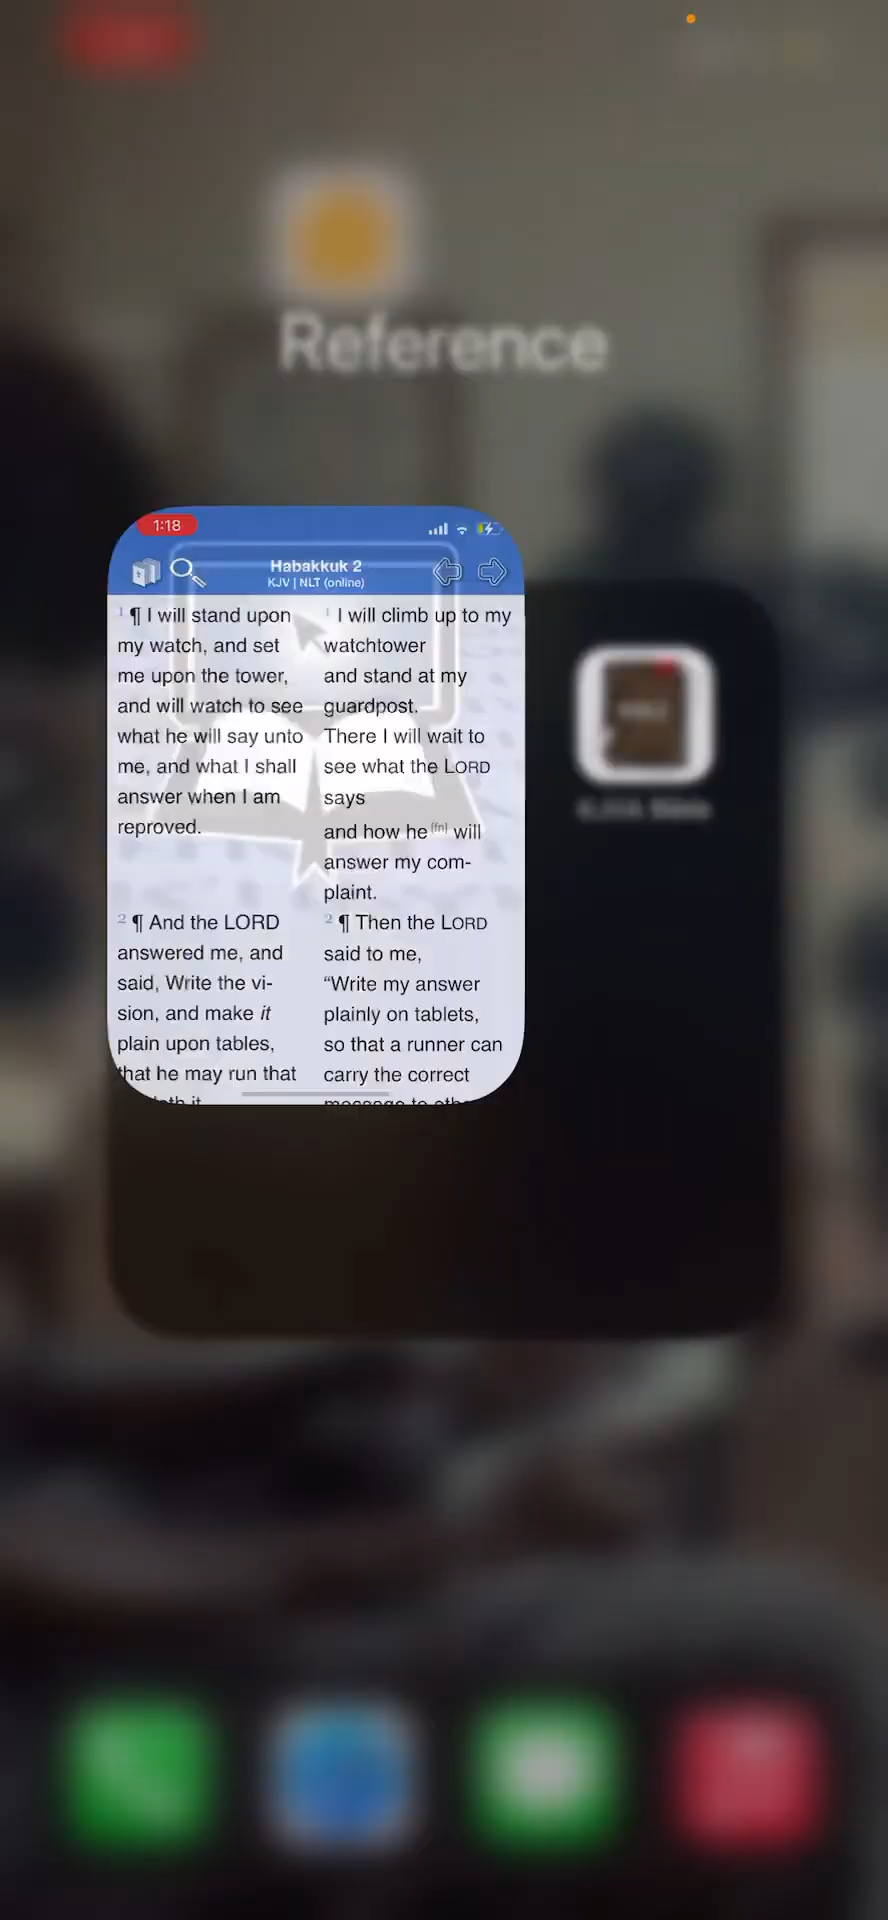 Reference
1:18
Habakkuk 2
KJV | NLT (online)
1 ¶ I will stand upon
my watch, and set
me upon the tower,
and will watch to see
what he will say unto
me, and what I shall
answer when I am
reproved.
2 ¶ And the LORD
answered me, and
said, Write the vi-
sion, and make it
plain upon tables,
that he may run that
1 I will climb up to my
watchtower
and stand at my
guardpost.
There I will wait to
see what the LORD
says
and how he [fn] will
answer my com-
plaint.
2 ¶ Then the LORD
said to me,
“Write my answer
plainly on tablets,
so that a runner can
carry the correct
message to